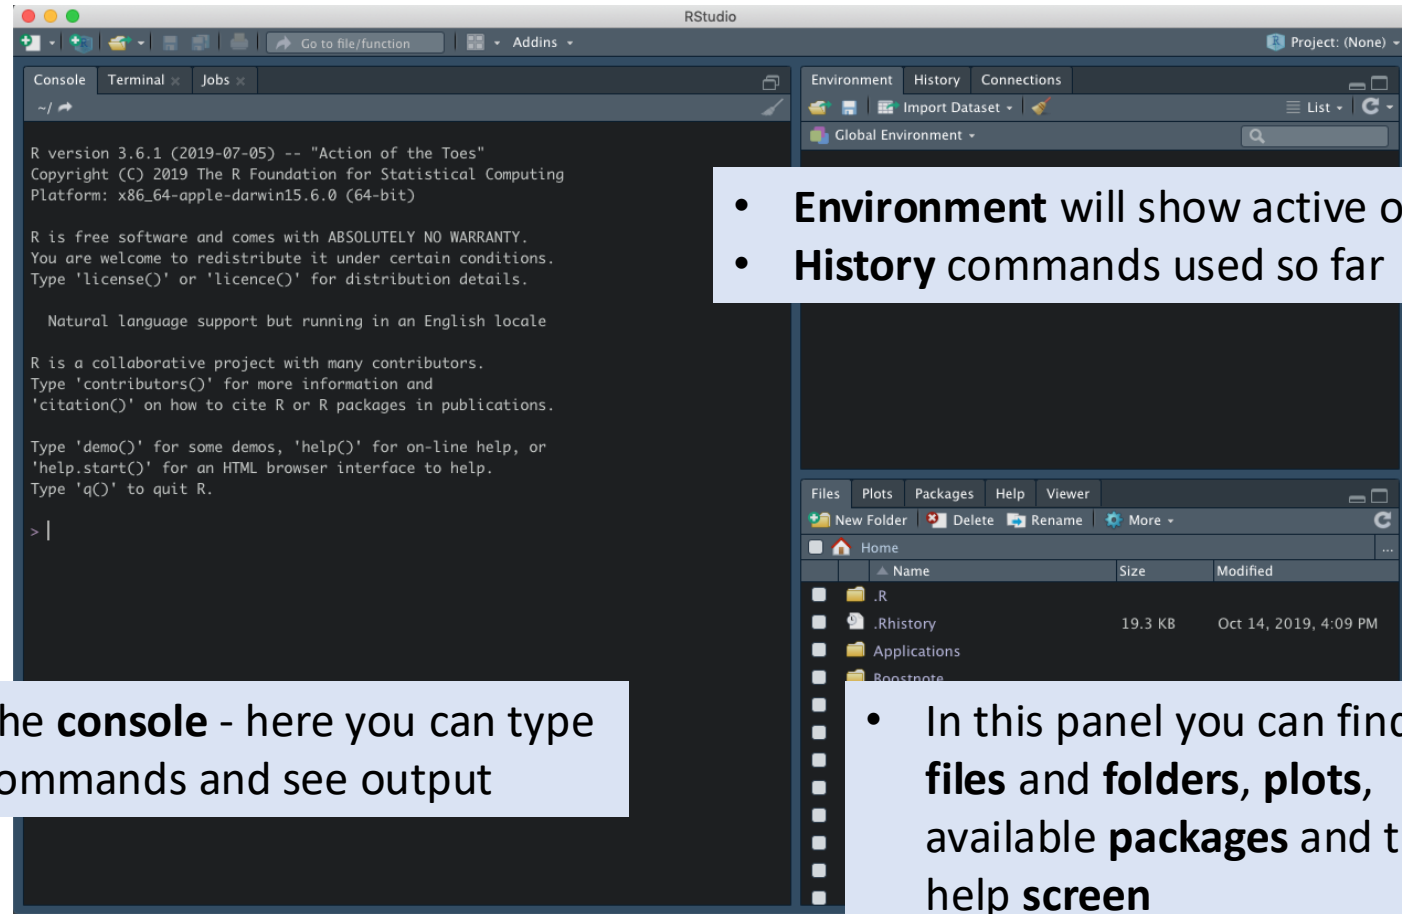 RStudio
Go to file/function
Addins
Project: (None)
Console Terminal Jobs
~/
R version 3.6.1 (2019-07-05) -- "Action of the Toes"
Copyright (C) 2019 The R Foundation for Statistical Computing
Platform: x86_64-apple-darwin15.6.0 (64-bit)
R is free software and comes with ABSOLUTELY NO WARRANTY.
You are welcome to redistribute it under certain conditions.
Type 'license()' or 'licence()' for distribution details.
Natural language support but running in an English locale
R is a collaborative project with many contributors.
Type 'contributors()' for more information and
'citation()' on how to cite R or R packages in publications.
Type 'demo()' for some demos, 'help()' for on-line help, or
'help.start()' for an HTML browser interface to help.
Type 'q()' to quit R.
>
he console - here you can type
ommands and see output
Environment History Connections
Import Dataset List
Global Environment
• Environment will show active o
• History commands used so far
Files Plots Packages Help Viewer
New Folder Delete Rename More
Home ...
Name Size Modified
.R
.Rhistory 19.3 KB Oct 14, 2019, 4:09 PM
Applications
Boostnote
• In this panel you can find
files and folders, plots,
available packages and t
help screen